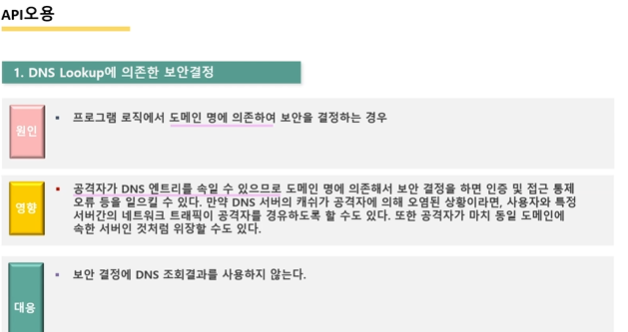 API오용
1. DNS Lookup에 의존한 보안결정
원인
▪ 프로그램 로직에서 도메인 명에 의존하여 보안을 결정하는 경우
영향
▪ 공격자가 DNS 엔트리를 속일 수 있으므로 도메인 명에 의존해서 보안 결정을 하면 인증 및 접근 통제
오류 등을 일으킬 수 있다. 만약 DNS 서버의 캐쉬가 공격자에 의해 오염된 상황이라면, 사용자와 특정
서버간의 네트워크 트래픽이 공격자를 경유하도록 할 수도 있다. 또한 공격자가 마치 동일 도메인에
속한 서버인 것처럼 위장할 수도 있다.
대응
▪ 보안 결정에 DNS 조회결과를 사용하지 않는다.